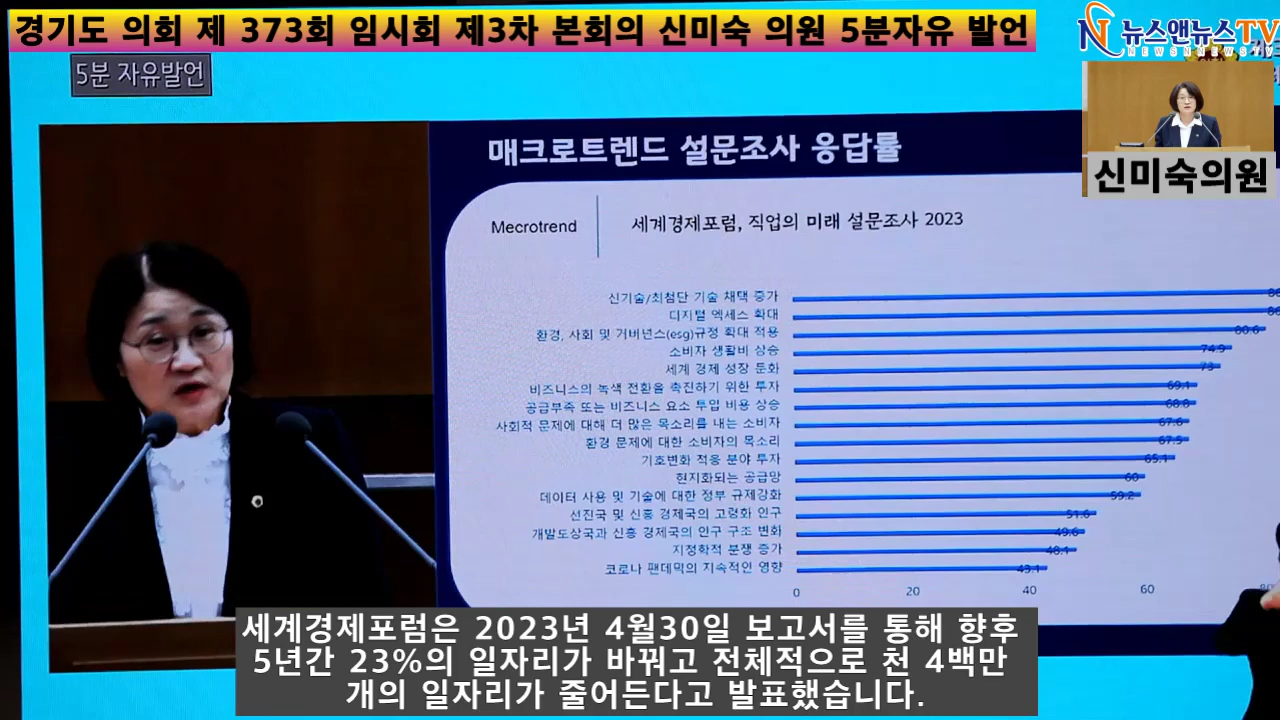 경기도 의회 제 373회 임시회 제3차 본회의 신미숙 의원 5분자유 발언
뉴스앤뉴스TV
NEWSNNEWSTV
5분 자유발언
신미숙의원
매크로트렌드 설문조사 응답률
Mecrotrend
세계경제포럼, 직업의 미래 설문조사 2023
신기술/최첨단 기술 채택 증가
디지털 엑세스 확대
환경, 사회 및 거버넌스(esg)규정 확대 적용 80.6
소비자 생활비 상승 74.9
세계 경제 성장 둔화 73
비즈니스의 녹색 전환을 촉진하기 위한 투자 69.1
공급부족 또는 비즈니스 요소 투입 비용 상승 68.8
사회적 문제에 대해 더 많은 목소리를 내는 소비자 67.6
환경 문제에 대한 소비자의 목소리 67.5
기호변화 적응 분야 투자 65.1
현지화되는 공급망 60
데이터 사용 및 기술에 대한 정부 규제강화 59.2
선진국 및 신흥 경제국의 고령화 인구 51.6
개발도상국과 신흥 경제국의 인구 구조 변화 49.6
지정학적 분쟁 증가 48.1
코로나 팬데믹의 지속적인 영향 43.1
0 20 40 60
세계경제포럼은 2023년 4월30일 보고서를 통해 향후
5년간 23%의 일자리가 바꿔고 전체적으로 천 4백만
개의 일자리가 줄어든다고 발표했습니다.